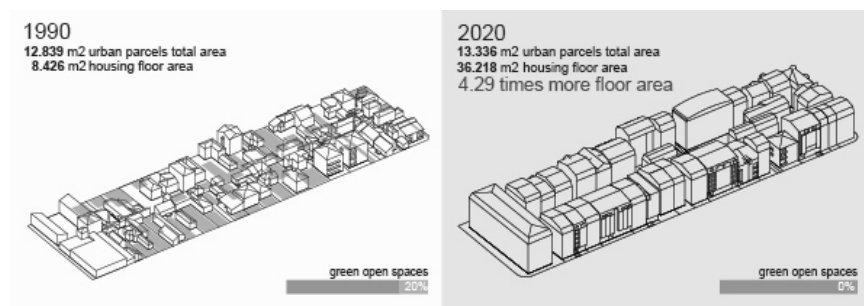 1990
12.839 m2 urban parcels total area
8.426 m2 housing floor area
green open spaces
20%
2020
13.336 m2 urban parcels total area
36.218 m2 housing floor area
4.29 times more floor area
green open spaces
0%